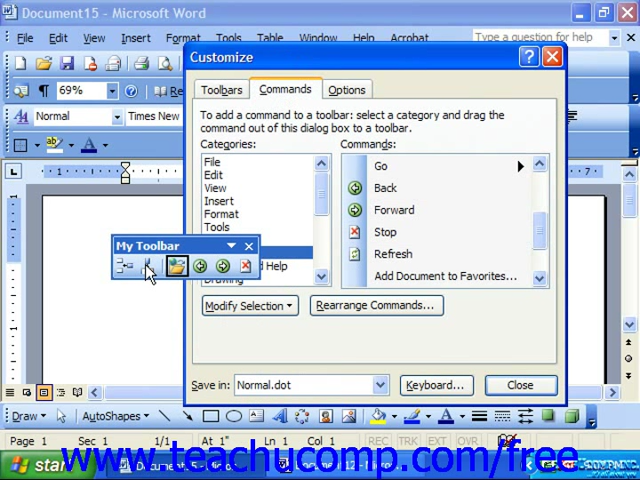 Document15 - Microsoft Word
File Edit View Insert Format Tools Table Window Help Acrobat
Type a question for help
69%
Normal
Times New
Customize
Toolbars Commands Options
To add a command to a toolbar: select a category and drag the
command out of this dialog box to a toolbar.
Categories:
Commands:
File
Edit
View
Insert
Format
Tools
Help
Go
Back
Forward
Stop
Refresh
Add Document to Favorites...
My Toolbar
Modify Selection
Rearrange Commands...
Save in:
Normal.dot
Keyboard...
Close
Draw
AutoShapes
Page 1 Sec 1 1/1 At 1" Ln 1 Col 1 REC TRK EXT OVR
start
www.teachucomp.com/free